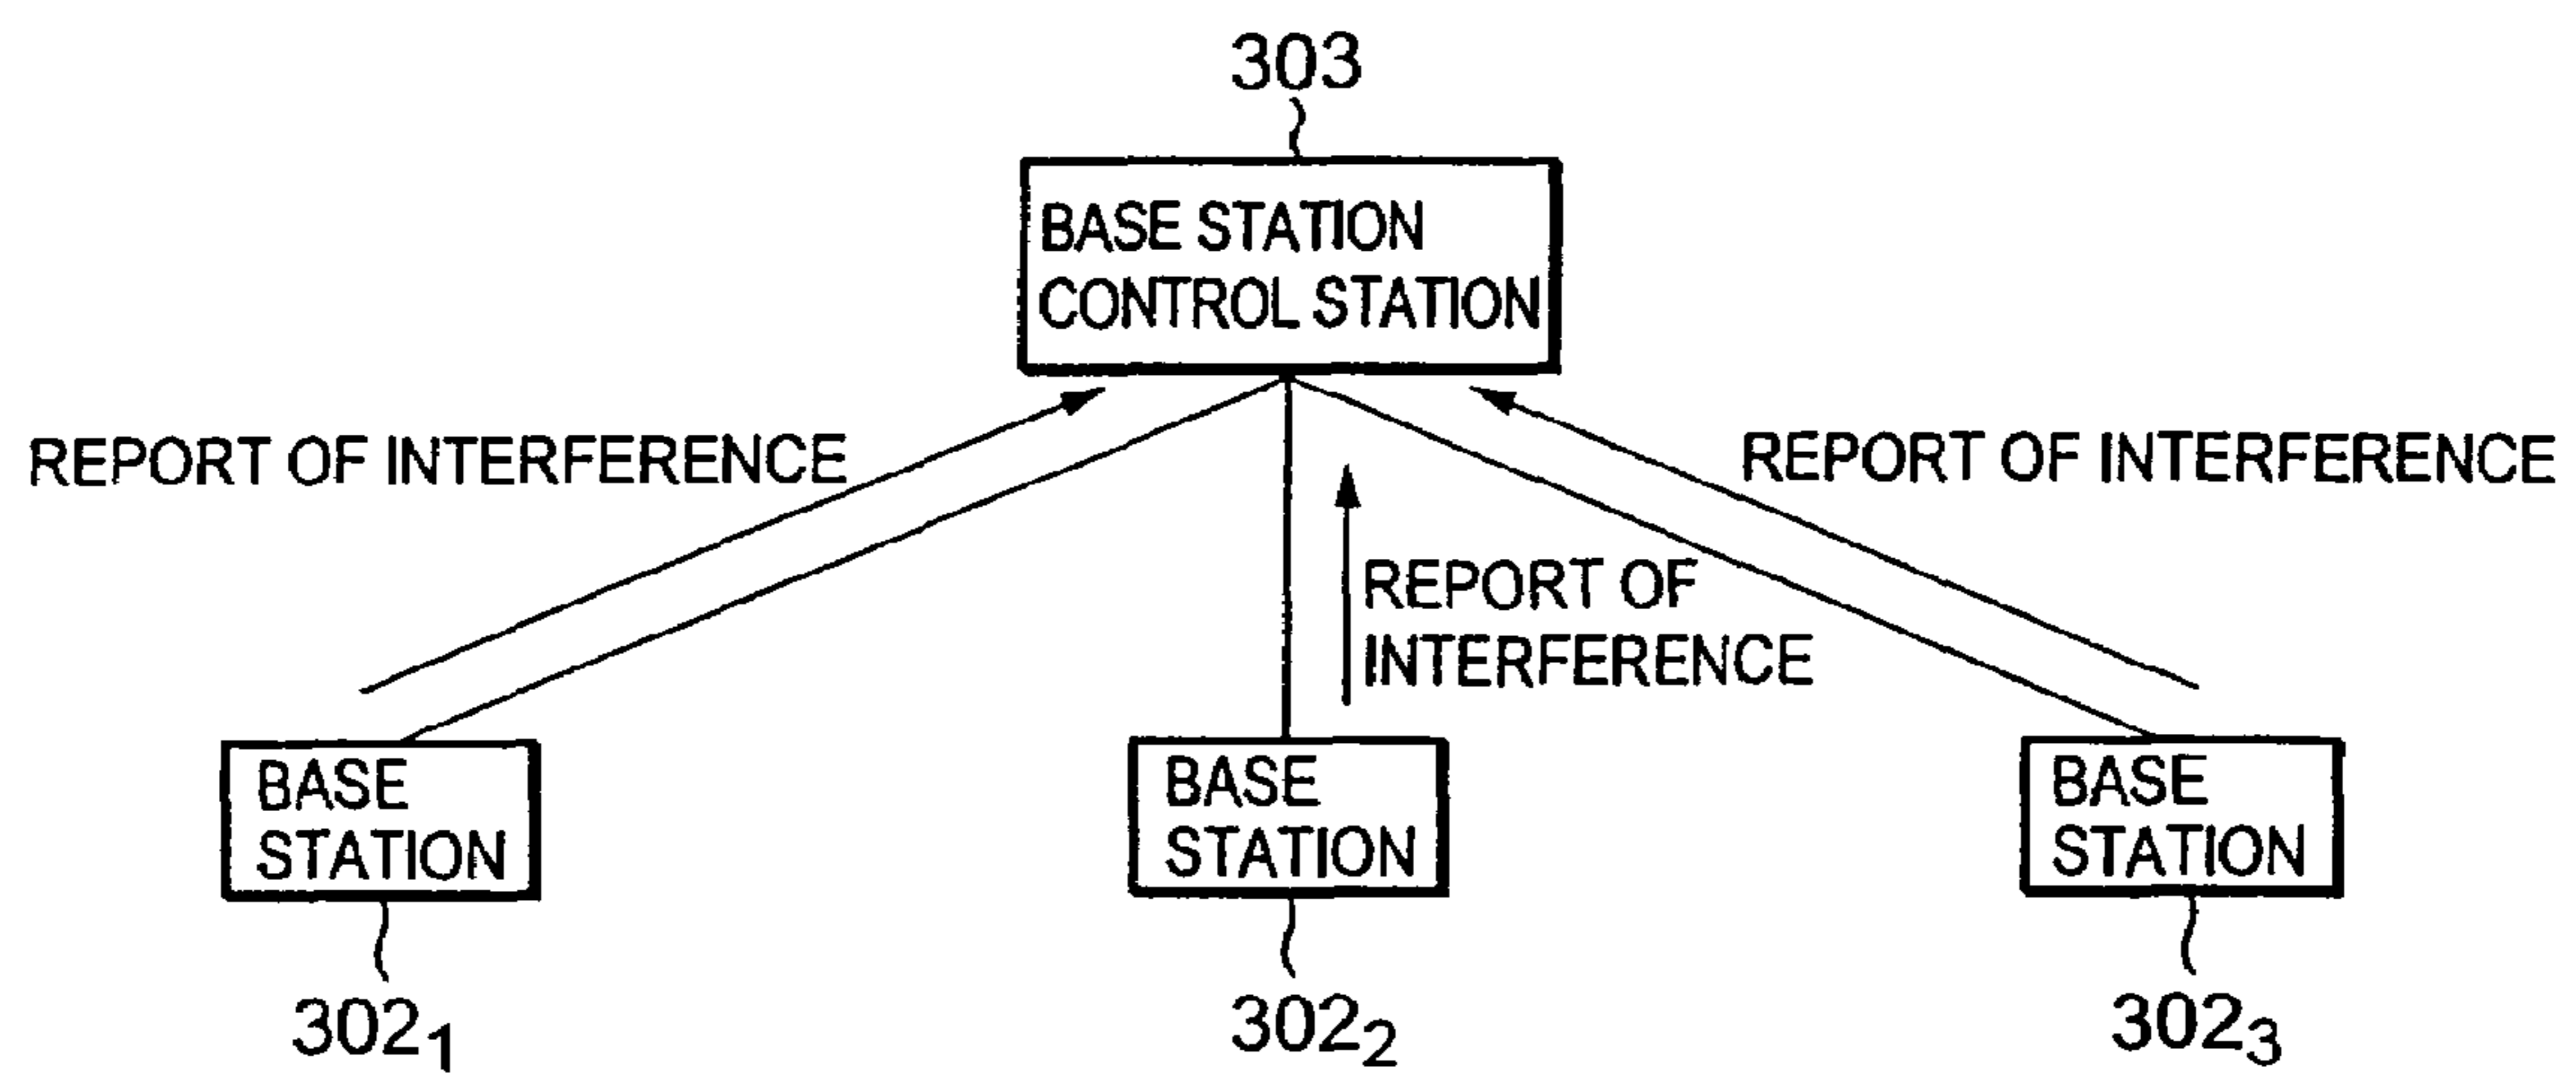 303
BASE STATION
CONTROL STATION
REPORT OF INTERFERENCE
REPORT OF INTERFERENCE
REPORT OF
INTERFERENCE
BASE
STATION
BASE
STATION
BASE
STATION
302₁
302₂
302₃